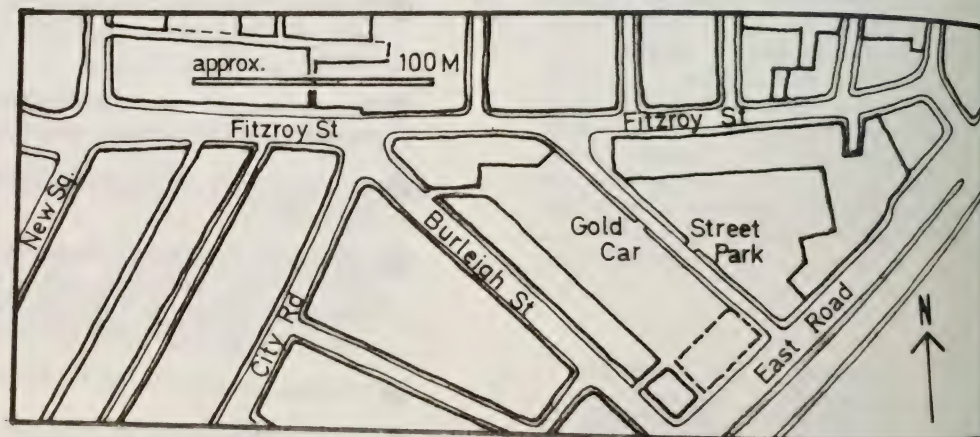 approx. 100 M
Fitzroy St
Fitzroy St
New Sq.
City Rd
Burleigh St
Gold Street
Car Park
East Road
N